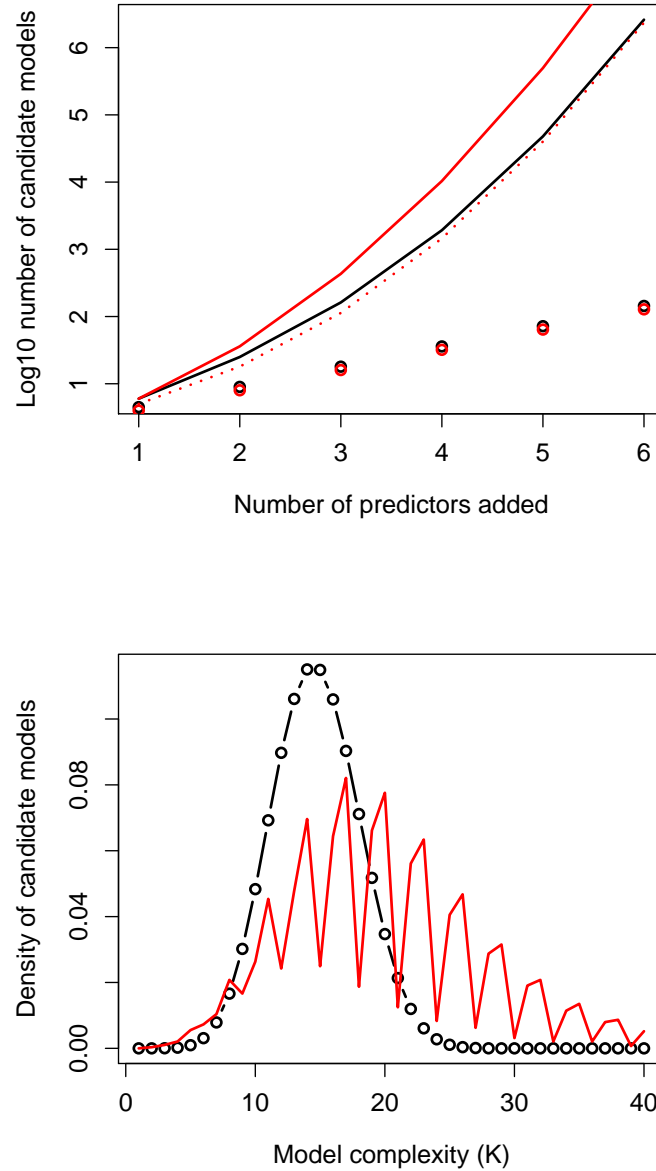 Log10 number of candidate models
6
5
4
3
2
1
1 2 3 4 5 6
Number of predictors added
Density of candidate models
0.08
0.04
0.00
0 10 20 30 40
Model complexity (K)